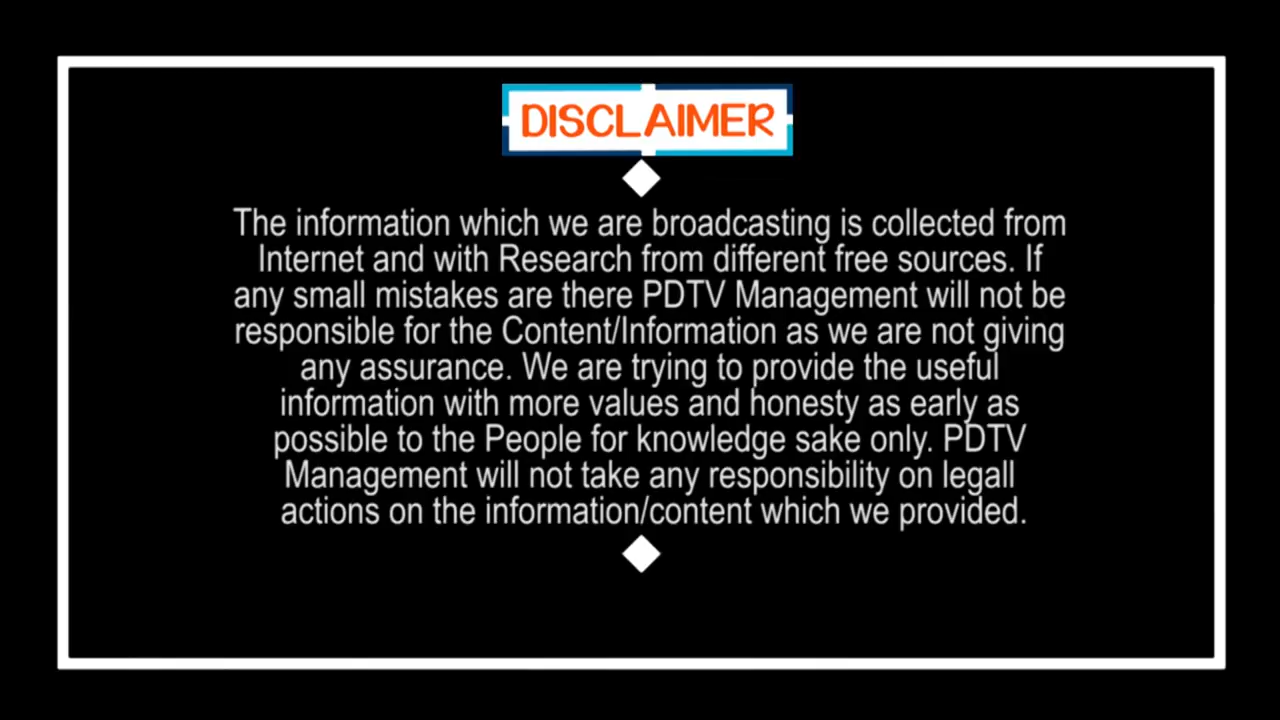 DISCLAIMER
The information which we are broadcasting is collected from
Internet and with Research from different free sources. If
any small mistakes are there PDTV Management will not be
responsible for the Content/Information as we are not giving
any assurance. We are trying to provide the useful
information with more values and honesty as early as
possible to the People for knowledge sake only. PDTV
Management will not take any responsibility on legall
actions on the information/content which we provided.